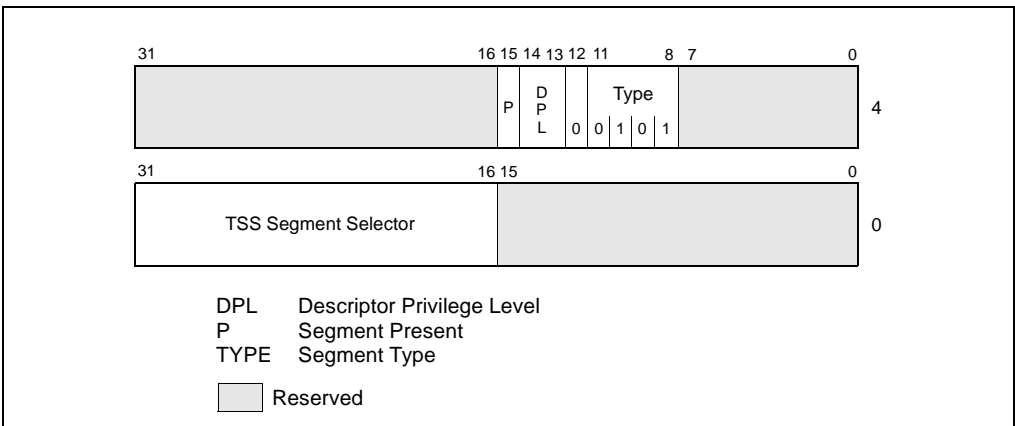 31 16 15 14 13 12 11 8 7 0
P D P L 0 Type 0 1 0 1 4
31 16 15 0
TSS Segment Selector 0
DPL Descriptor Privilege Level
P Segment Present
TYPE Segment Type
Reserved